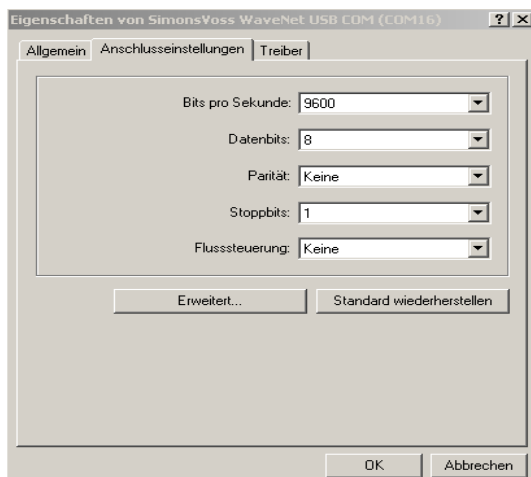 Eigenschaften von SimonsVoss WaveNet USB COM (COM16)
Allgemein Anschlusseinstellungen Treiber
Bits pro Sekunde: 9600
Datenbits: 8
Parität: Keine
Stoppbits: 1
Flusssteuerung: Keine
Erweitert... Standard wiederherstellen
OK Abbrechen